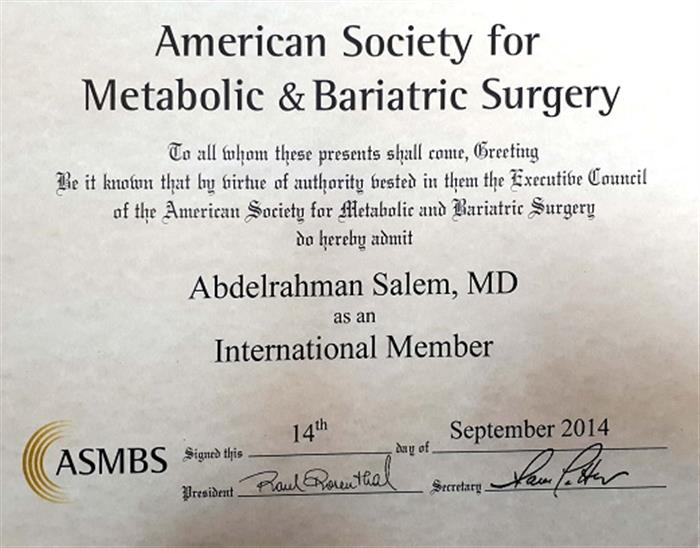 American Society for
Metabolic & Bariatric Surgery
To all whom these presents shall come, Greeting
Be it known that by virtue of authority vested in them the Executive Council
of the American Society for Metabolic and Bariatric Surgery
do hereby admit
Abdelrahman Salem, MD
as an
International Member
ASMBS
Signed this 14th day of September 2014
President Raul Rosenthal Secretary